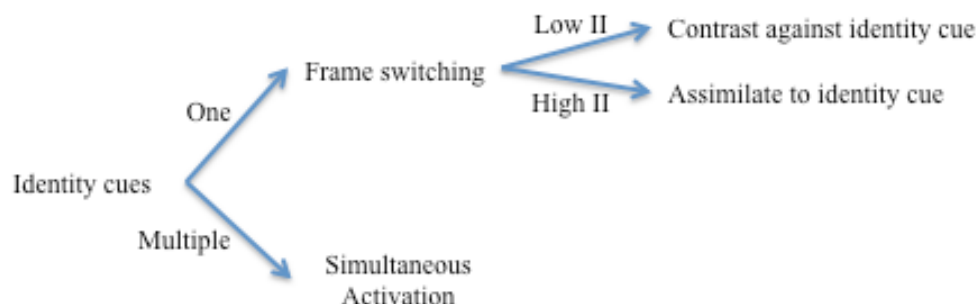 Low II
Contrast against identity cue
Frame switching
High II
Assimilate to identity cue
One
Identity cues
Multiple
Simultaneous
Activation